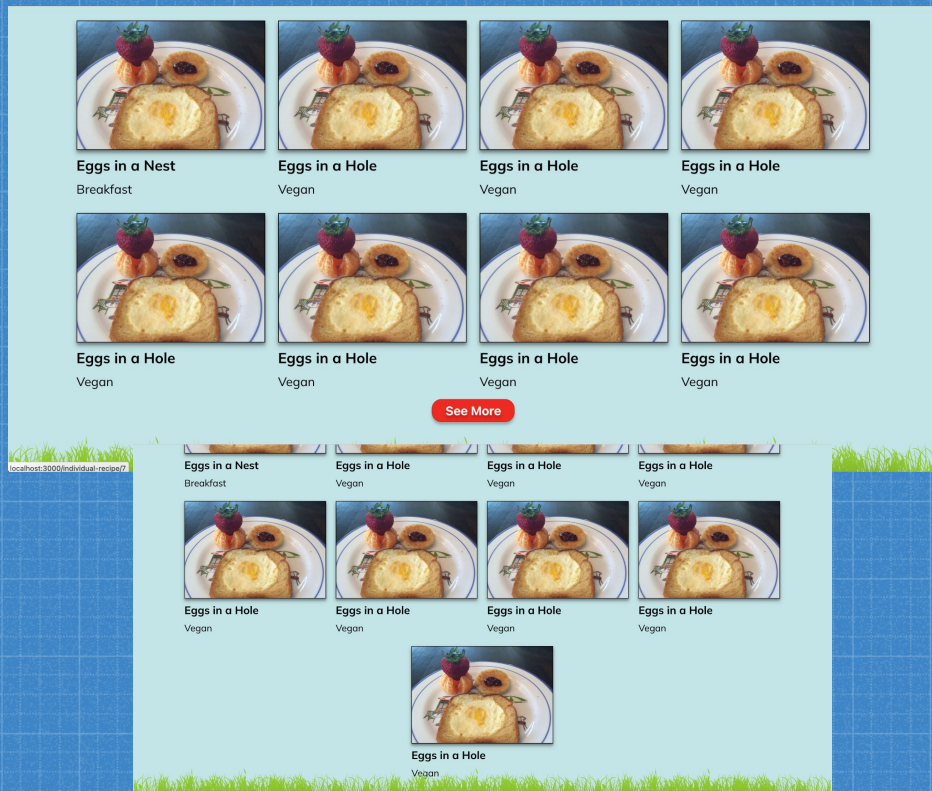 Eggs in a Nest
Eggs in a Hole
Eggs in a Hole
Eggs in a Hole
Breakfast
Vegan
Vegan
Vegan
Eggs in a Hole
Eggs in a Hole
Eggs in a Hole
Eggs in a Hole
Vegan
Vegan
Vegan
Vegan
See More
localhost:3000/individual-recipe/7
Eggs in a Nest
Eggs in a Hole
Eggs in a Hole
Eggs in a Hole
Breakfast
Vegan
Vegan
Vegan
Eggs in a Hole
Eggs in a Hole
Eggs in a Hole
Eggs in a Hole
Vegan
Vegan
Vegan
Vegan
Eggs in a Hole
Vegan